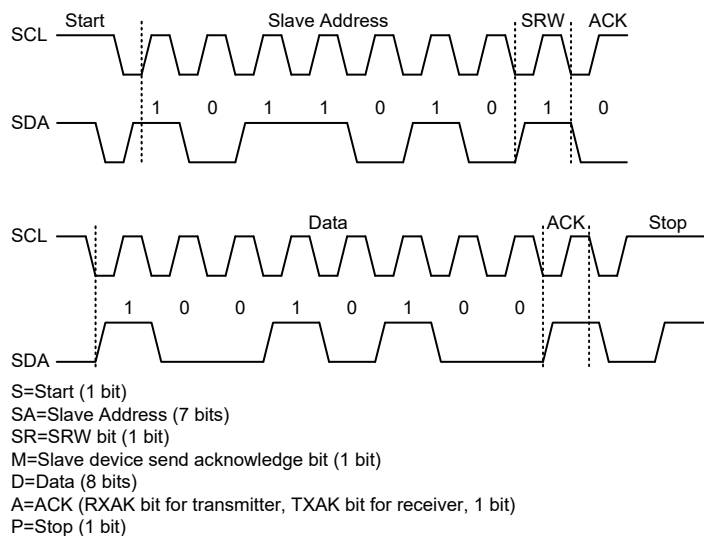 Start Slave Address SRW ACK
SCL
1 0 1 1 0 1 0 1 0
SDA
Data ACK Stop
SCL
1 0 0 1 0 1 0 0
SDA
S=Start (1 bit)
SA=Slave Address (7 bits)
SR=SRW bit (1 bit)
M=Slave device send acknowledge bit (1 bit)
D=Data (8 bits)
A=ACK (RXAK bit for transmitter, TXAK bit for receiver, 1 bit)
P=Stop (1 bit)